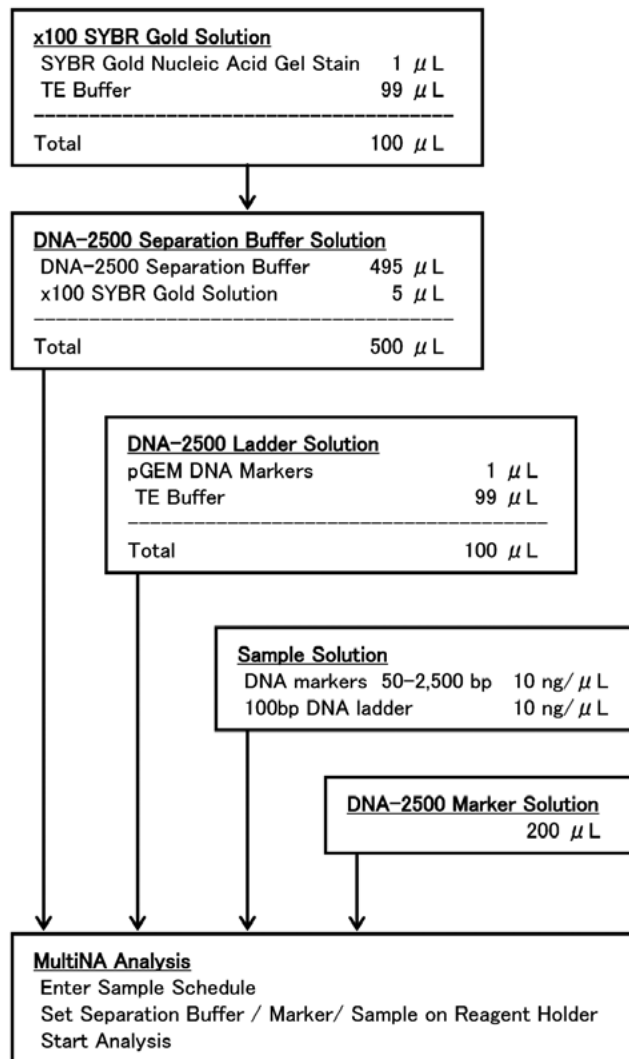 x100 SYBR Gold Solution
SYBR Gold Nucleic Acid Gel Stain 1 μL
TE Buffer 99 μL
Total 100 μL
DNA-2500 Separation Buffer Solution
DNA-2500 Separation Buffer 495 μL
x100 SYBR Gold Solution 5 μL
Total 500 μL
DNA-2500 Ladder Solution
pGEM DNA Markers 1 μL
TE Buffer 99 μL
Total 100 μL
Sample Solution
DNA markers 50-2,500 bp 10 ng/μL
100bp DNA ladder 10 ng/μL
DNA-2500 Marker Solution
200 μL
MultiNA Analysis
Enter Sample Schedule
Set Separation Buffer / Marker/ Sample on Reagent Holder
Start Analysis